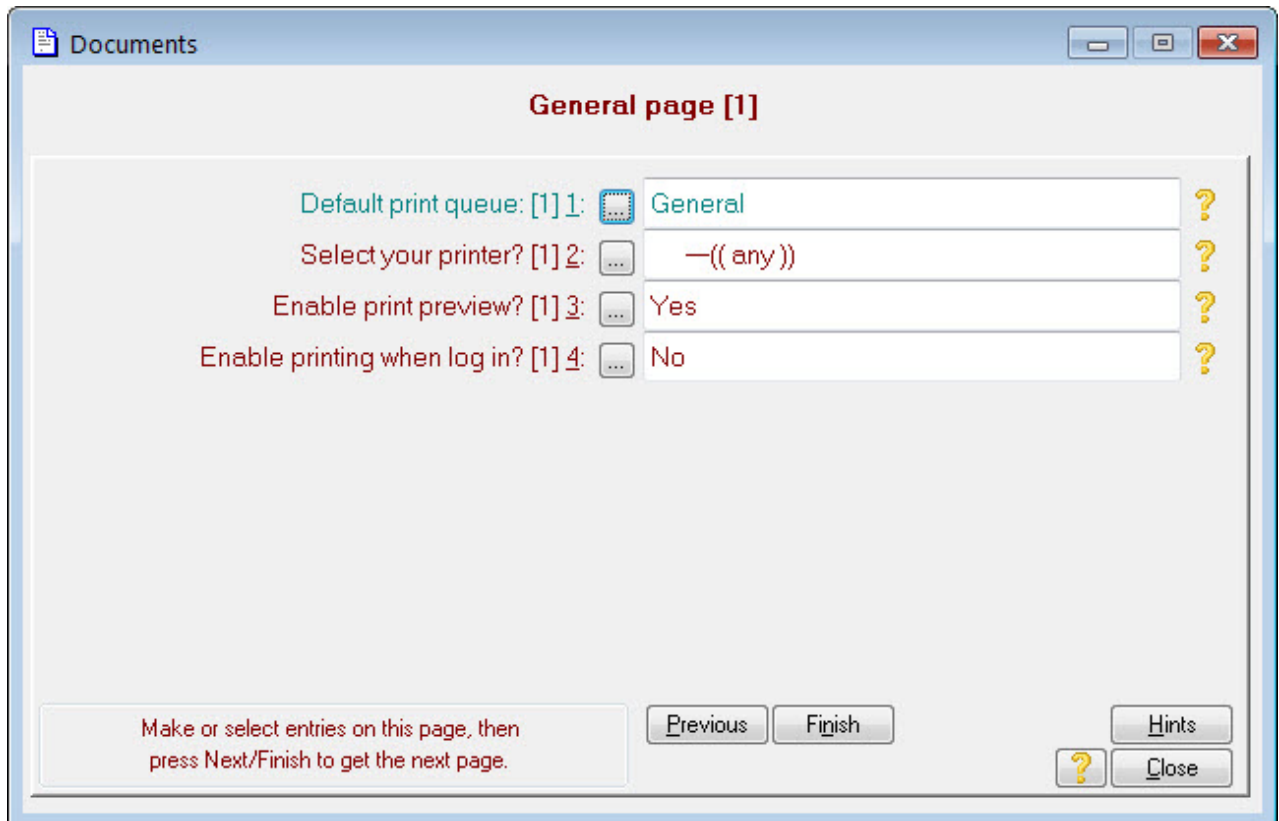 Documents
General page [1]
Default print queue: [1] 1: ... General
Select your printer? [1] 2: ... —(( any ))
Enable print preview? [1] 3: ... Yes
Enable printing when log in? [1] 4: ... No
Make or select entries on this page, then
press Next/Finish to get the next page.
Previous Finish Hints
Close